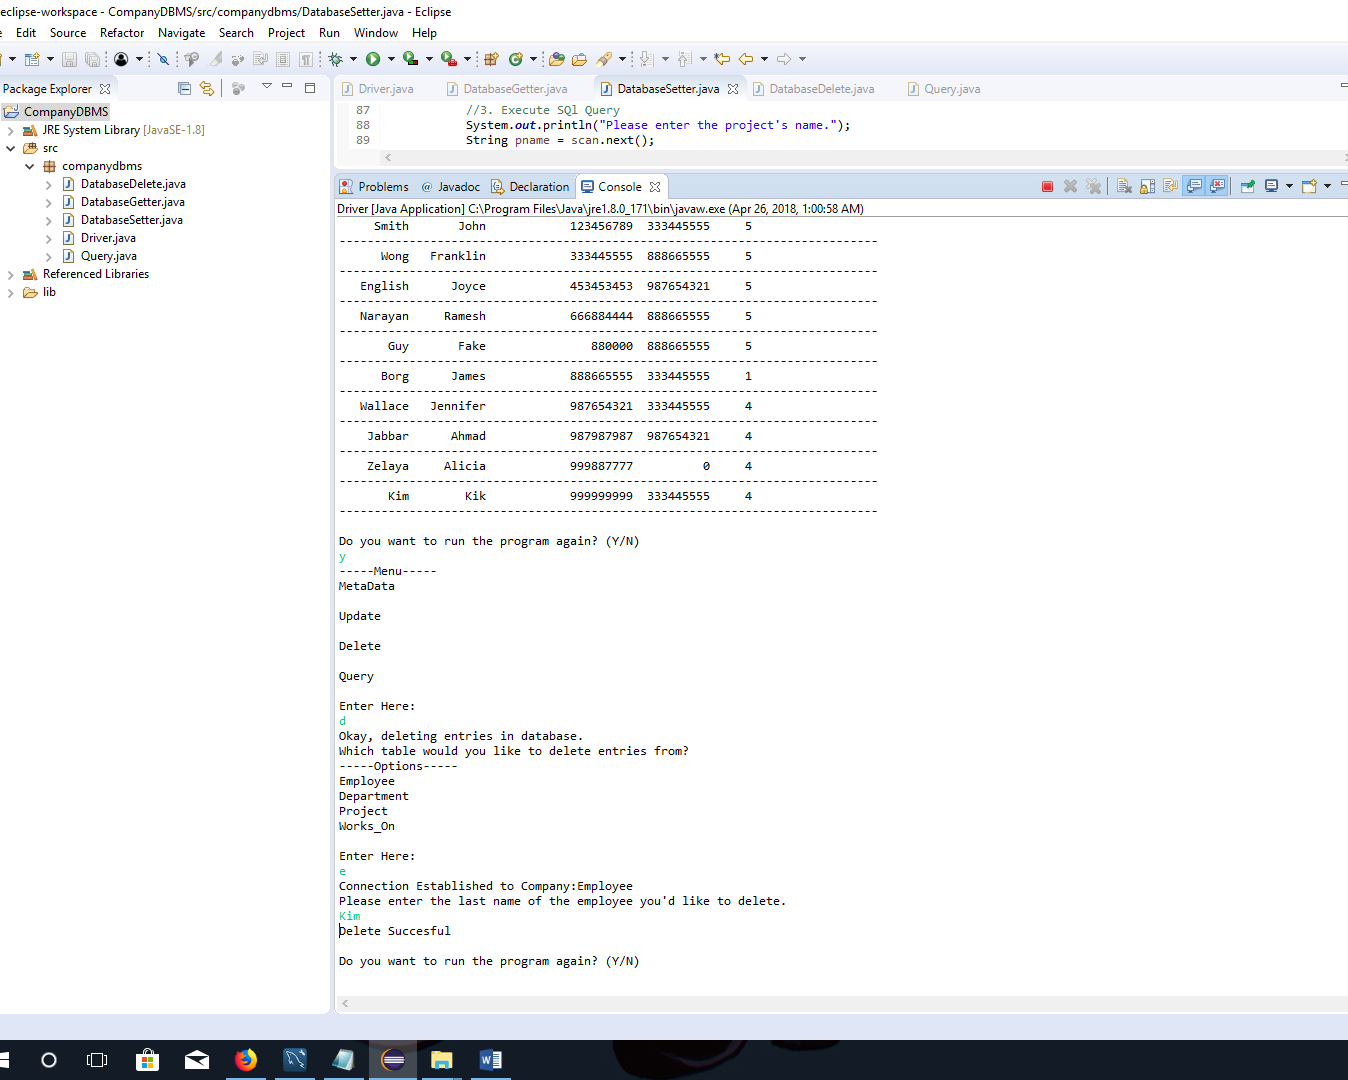 eclipse-workspace - CompanyDBMS/src/companydbms/DatabaseSetter.java - Eclipse
Edit Source Refactor Navigate Search Project Run Window Help
Package Explorer
CompanyDBMS
JRE System Library [JavaSE-1.8]
src
companydbms
DatabaseDelete.java
DatabaseGetter.java
DatabaseSetter.java
Driver.java
Query.java
Referenced Libraries
lib
Driver.java DatabaseGetter.java DatabaseSetter.java DatabaseDelete.java Query.java
87 //3. Execute SQl Query
88 System.out.println("Please enter the project's name.");
89 String pname = scan.next();
Problems @ Javadoc Declaration Console
Driver [Java Application] C:\Program Files\Java\jre1.8.0_171\bin\javaw.exe (Apr 26, 2018, 1:00:58 AM)
Smith John 123456789 333445555 5
-----------------------------------------------------------------------------
Wong Franklin 333445555 888665555 5
-----------------------------------------------------------------------------
English Joyce 453453453 987654321 5
-----------------------------------------------------------------------------
Narayan Ramesh 666884444 888665555 5
-----------------------------------------------------------------------------
Guy Fake 880000 888665555 5
-----------------------------------------------------------------------------
Borg James 888665555 333445555 1
-----------------------------------------------------------------------------
Wallace Jennifer 987654321 333445555 4
-----------------------------------------------------------------------------
Jabbar Ahmad 987987987 987654321 4
-----------------------------------------------------------------------------
Zelaya Alicia 999887777 0 4
-----------------------------------------------------------------------------
Kim Kik 999999999 333445555 4
-----------------------------------------------------------------------------
Do you want to run the program again? (Y/N)
y
-----Menu-----
MetaData
Update
Delete
Query
Enter Here:
d
Okay, deleting entries in database.
Which table would you like to delete entries from?
-----Options-----
Employee
Department
Project
Works_On
Enter Here:
e
Connection Established to Company:Employee
Please enter the last name of the employee you'd like to delete.
Kim
Delete Succesful
Do you want to run the program again? (Y/N)